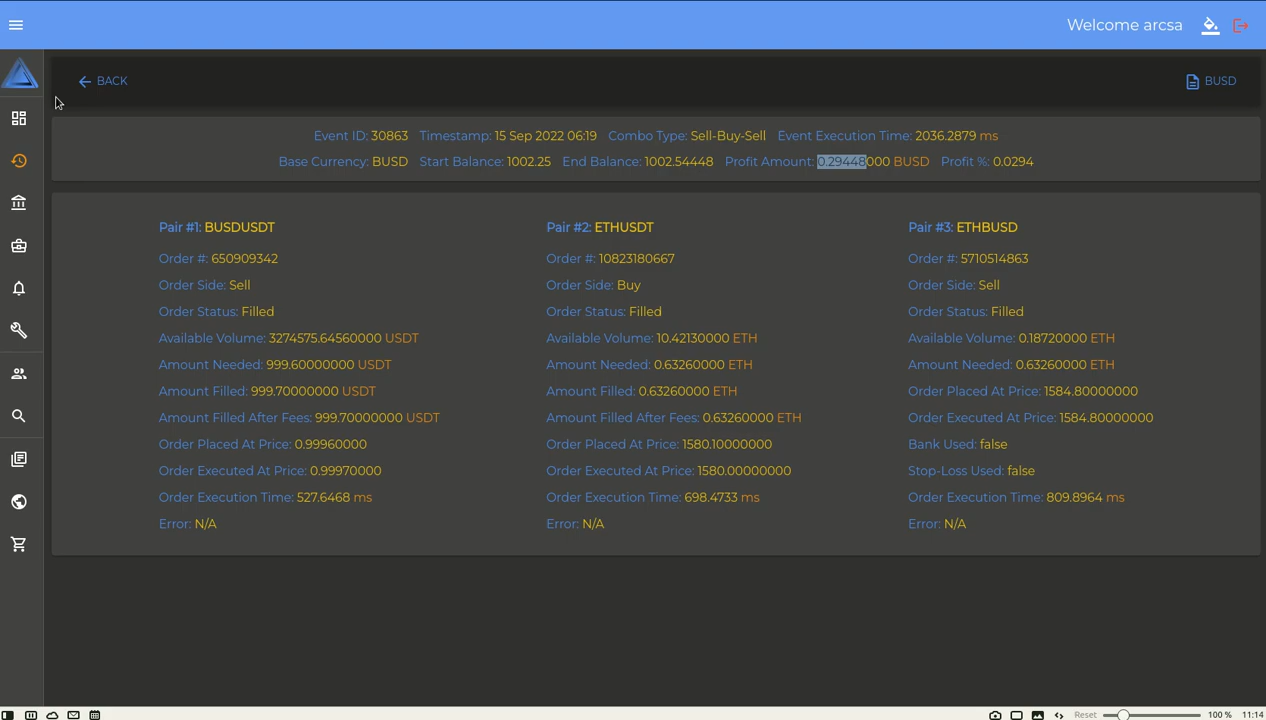 Welcome arcsa
BACK
BUSD
Event ID: 30863 Timestamp: 15 Sep 2022 06:19 Combo Type: Sell-Buy-Sell Event Execution Time: 2036.2879 ms
Base Currency: BUSD Start Balance: 1002.25 End Balance: 1002.54448 Profit Amount: 0.29448000 BUSD Profit %: 0.0294
Pair #1: BUSDUSDT
Order #: 650909342
Order Side: Sell
Order Status: Filled
Available Volume: 3274575.64560000 USDT
Amount Needed: 999.60000000 USDT
Amount Filled: 999.70000000 USDT
Amount Filled After Fees: 999.70000000 USDT
Order Placed At Price: 0.99960000
Order Executed At Price: 0.99970000
Order Execution Time: 527.6468 ms
Error: N/A
Pair #2: ETHUSDT
Order #: 10823180667
Order Side: Buy
Order Status: Filled
Available Volume: 10.42130000 ETH
Amount Needed: 0.63260000 ETH
Amount Filled: 0.63260000 ETH
Amount Filled After Fees: 0.63260000 ETH
Order Placed At Price: 1580.10000000
Order Executed At Price: 1580.00000000
Order Execution Time: 698.4733 ms
Error: N/A
Pair #3: ETHBUSD
Order #: 5710514863
Order Side: Sell
Order Status: Filled
Available Volume: 0.18720000 ETH
Amount Needed: 0.63260000 ETH
Order Placed At Price: 1584.80000000
Order Executed At Price: 1584.80000000
Bank Used: false
Stop-Loss Used: false
Order Execution Time: 809.8964 ms
Error: N/A
Reset 100 % 11:14